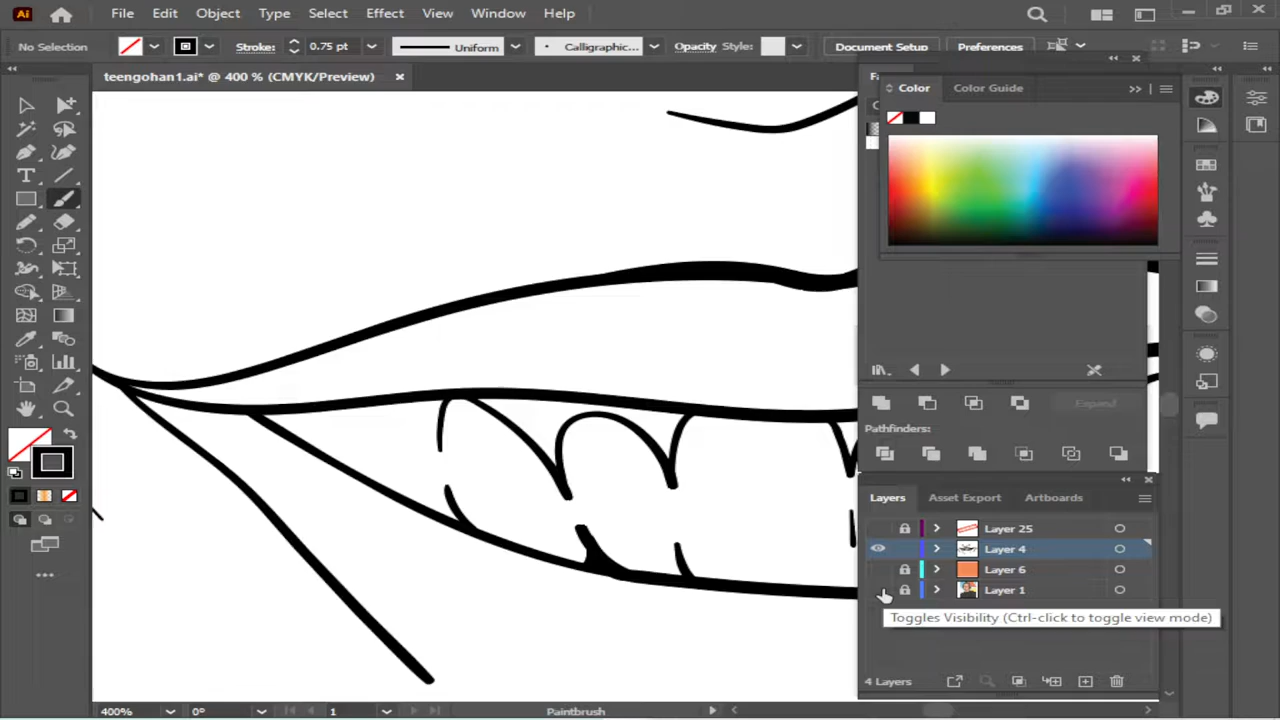 Ai File Edit Object Type Select Effect View Window Help
No Selection Stroke: 0.75 pt Uniform Calligraphic... Opacity Style: Document Setup Preferences
teengohan1.ai* @ 400 % (CMYK/Preview)
Color Color Guide
Expand
Pathfinders:
Layers Asset Export Artboards
Layer 25
Layer 4
Layer 6
Layer 1
Toggles Visibility (Ctrl-click to toggle view mode)
4 Layers
400% 0° 1 Paintbrush